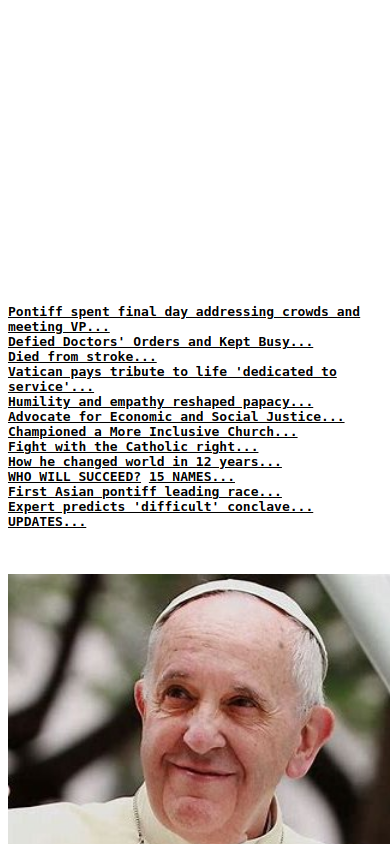 Pontiff spent final day addressing crowds and
meeting VP...
Defied Doctors' Orders and Kept Busy...
Died from stroke...
Vatican pays tribute to life 'dedicated to
service'...
Humility and empathy reshaped papacy...
Advocate for Economic and Social Justice...
Championed a More Inclusive Church...
Fight with the Catholic right...
How he changed world in 12 years...
WHO WILL SUCCEED? 15 NAMES...
First Asian pontiff leading race...
Expert predicts 'difficult' conclave...
UPDATES...